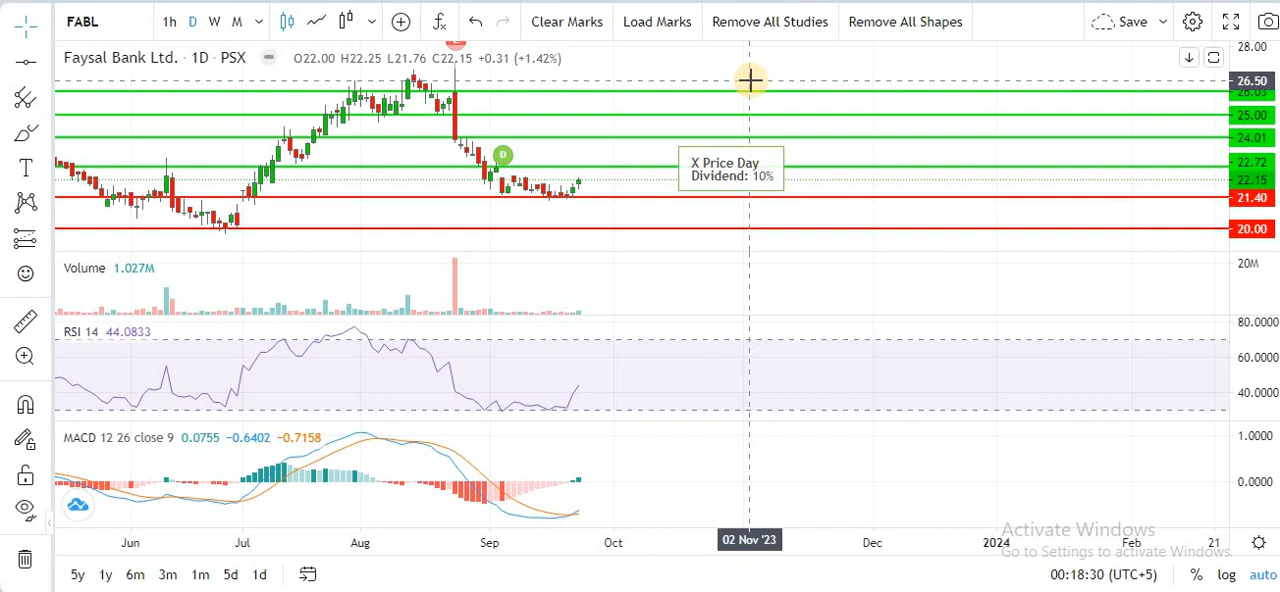 FABL 1h D W M Clear Marks Load Marks Remove All Studies Remove All Shapes Save
Faysal Bank Ltd. · 1D · PSX O22.00 H22.25 L21.76 C22.15 +0.31 (+1.42%)
28.00
26.50
26.03
25.00
24.01
22.72
22.15
21.40
20.00
D
X Price Day
Dividend: 10%
Volume 1.027M
20M
RSI 14 44.0833
80.0000
60.0000
40.0000
MACD 12 26 close 9 0.0755 −0.6402 −0.7158
1.0000
0.0000
Activate Windows
Go to Settings to activate Windows.
Jun Jul Aug Sep Oct 02 Nov '23 Dec 2024 Feb 21
5y 1y 6m 3m 1m 5d 1d 00:18:30 (UTC+5) % log auto